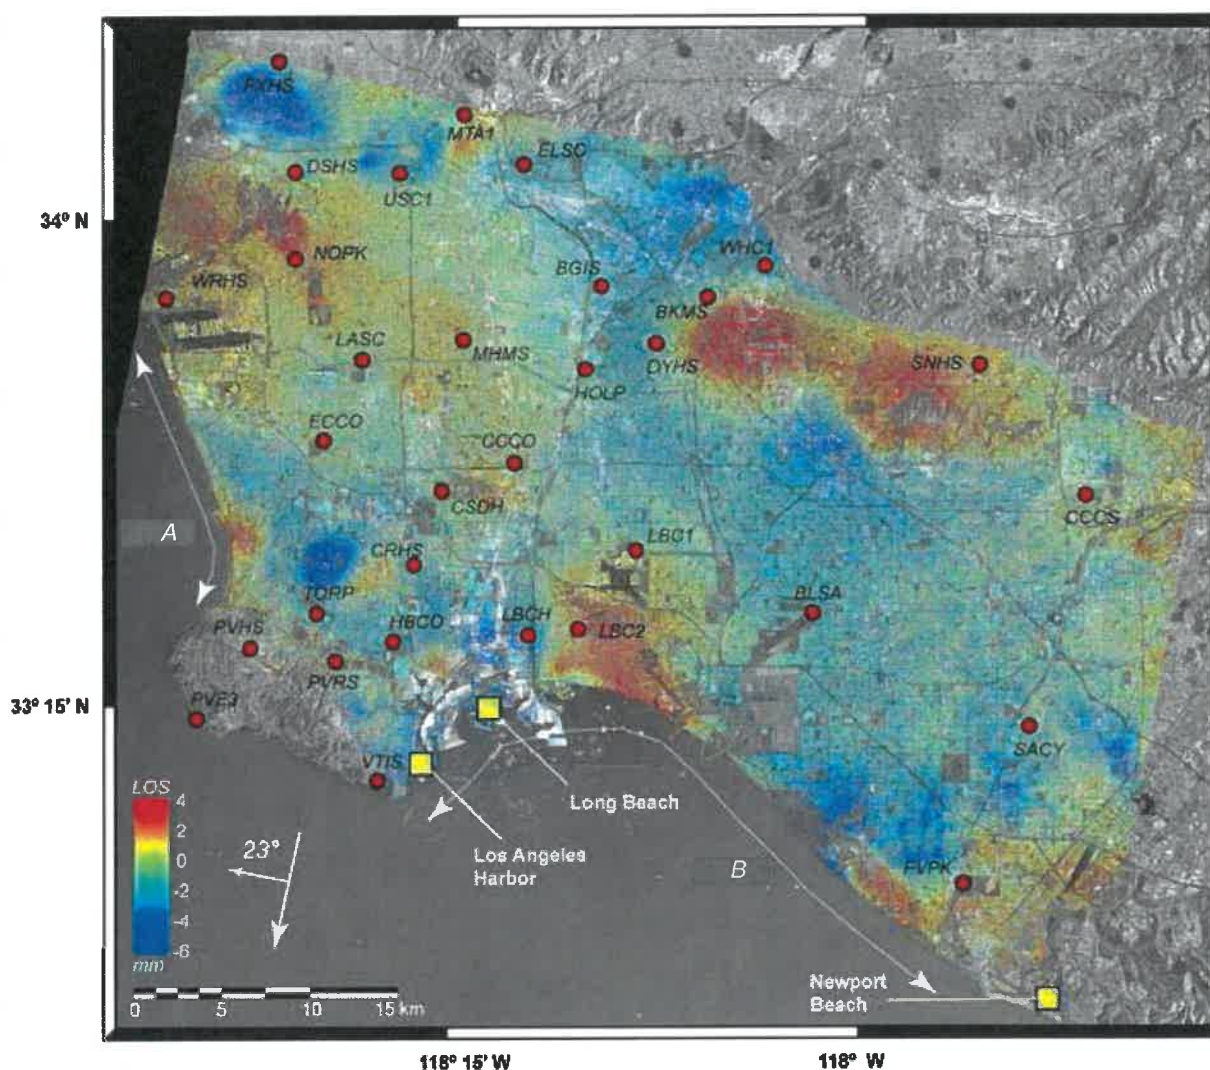 MTA1
ELSC
DSHS
USC1
34° N
WHC1
NOPK
BGIS
WRHS
BKMS
LASC
MHMS
DYHS
SNHS
HOLP
ECCO
CCCO
CSDH
CCCS
A
LBC1
CRHS
TORP
BLSA
HBCO
LBCH
LBC2
PVHS
PVRS
33° 15' N
PVE3
SACY
VTIS
LOS
4
Long Beach
2
23°
0
Los Angeles
Harbor
B
-2
FVPK
-4
-6
mm
Newport
Beach
0 5 10 15 km
118° 15' W
118° W